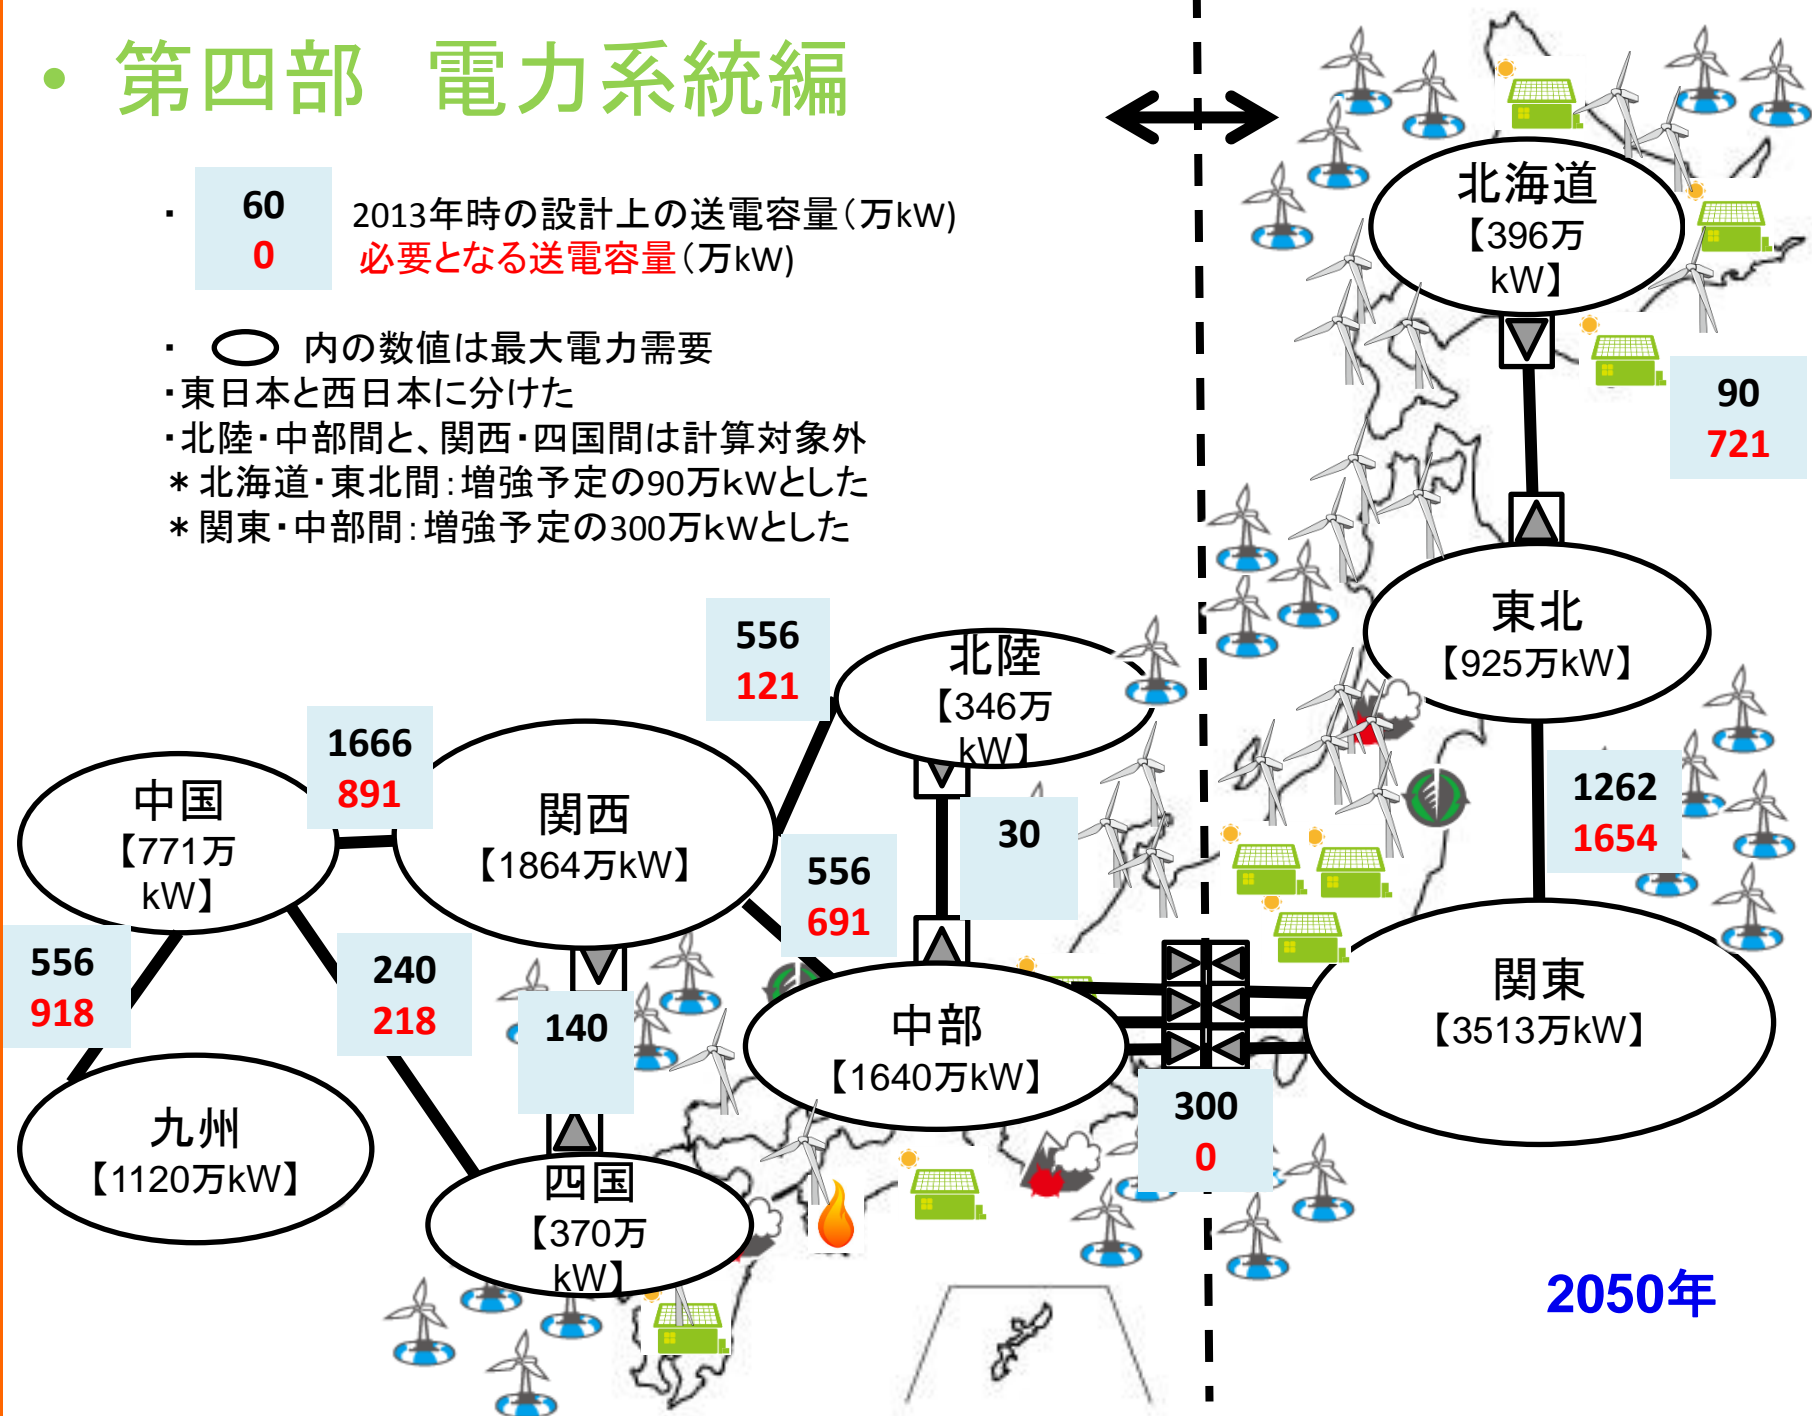 • 第四部　電力系統編
・ 60 2013年時の設計上の送電容量（万kW)
0 必要となる送電容量（万kW)
・ 内の数値は最大電力需要
・東日本と西日本に分けた
・北陸・中部間と、関西・四国間は計算対象外
＊北海道・東北間：増強予定の90万kWとした
＊関東・中部間：増強予定の300万kWとした
北海道
【396万
kW】
90
721
東北
【925万kW】
1262
1654
関東
【3513万kW】
556
121
北陸
【346万
kW】
1666
891
中国
【771万
kW】
関西
【1864万kW】
30
556
691
556
918
240
218
140
中部
【1640万kW】
300
0
九州
【1120万kW】
四国
【370万
kW】
2050年